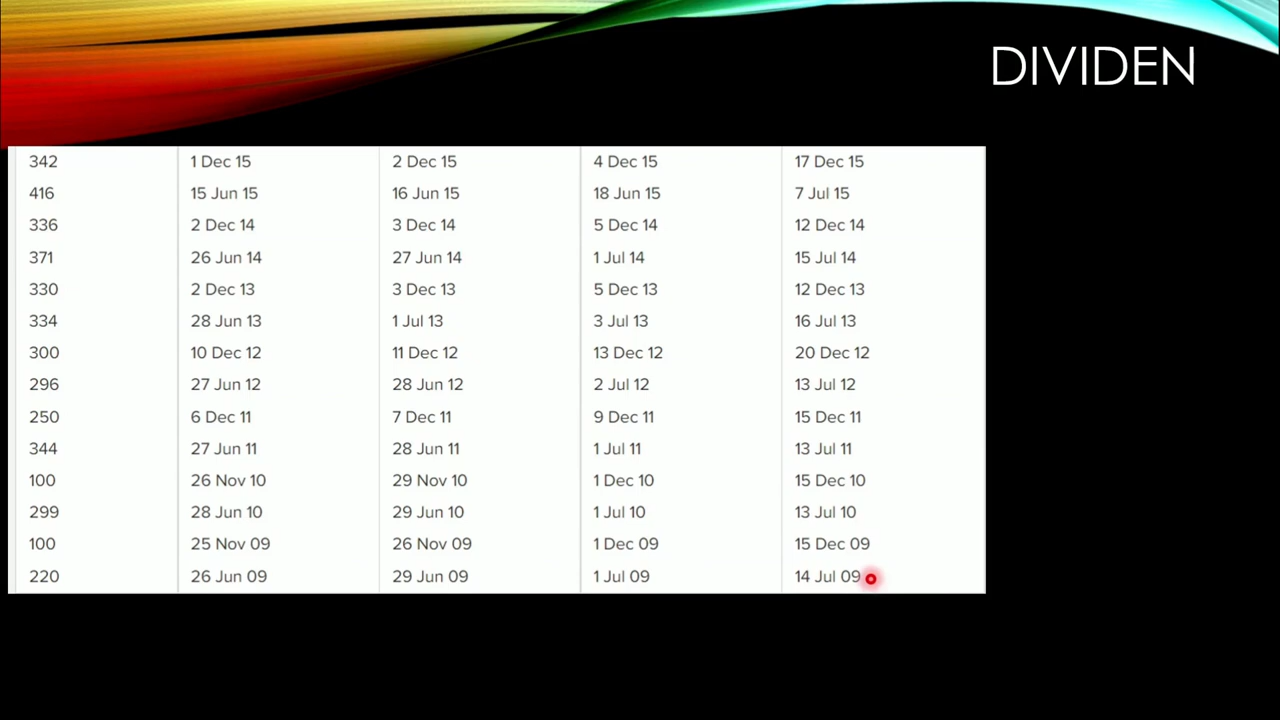 DIVIDEN
342 1 Dec 15 2 Dec 15 4 Dec 15 17 Dec 15
416 15 Jun 15 16 Jun 15 18 Jun 15 7 Jul 15
336 2 Dec 14 3 Dec 14 5 Dec 14 12 Dec 14
371 26 Jun 14 27 Jun 14 1 Jul 14 15 Jul 14
330 2 Dec 13 3 Dec 13 5 Dec 13 12 Dec 13
334 28 Jun 13 1 Jul 13 3 Jul 13 16 Jul 13
300 10 Dec 12 11 Dec 12 13 Dec 12 20 Dec 12
296 27 Jun 12 28 Jun 12 2 Jul 12 13 Jul 12
250 6 Dec 11 7 Dec 11 9 Dec 11 15 Dec 11
344 27 Jun 11 28 Jun 11 1 Jul 11 13 Jul 11
100 26 Nov 10 29 Nov 10 1 Dec 10 15 Dec 10
299 28 Jun 10 29 Jun 10 1 Jul 10 13 Jul 10
100 25 Nov 09 26 Nov 09 1 Dec 09 15 Dec 09
220 26 Jun 09 29 Jun 09 1 Jul 09 14 Jul 09